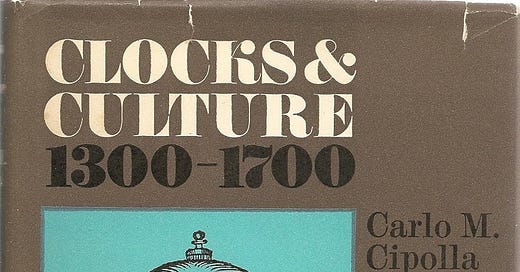 CLOCKS &
CULTURE
1300-1700
Carlo M.
Cipolla